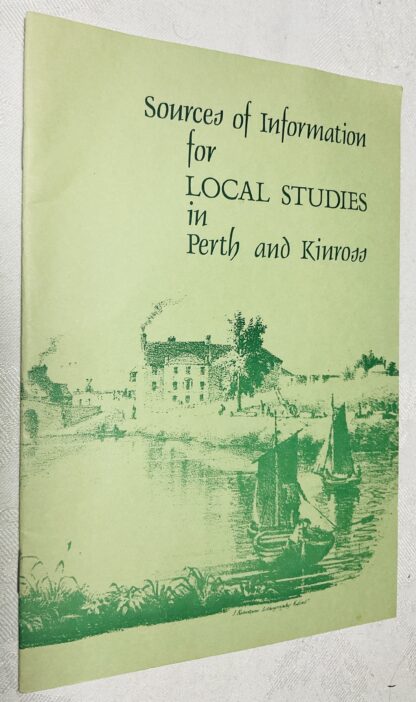 Sources of Information
for
LOCAL STUDIES
in
Perth and Kinross